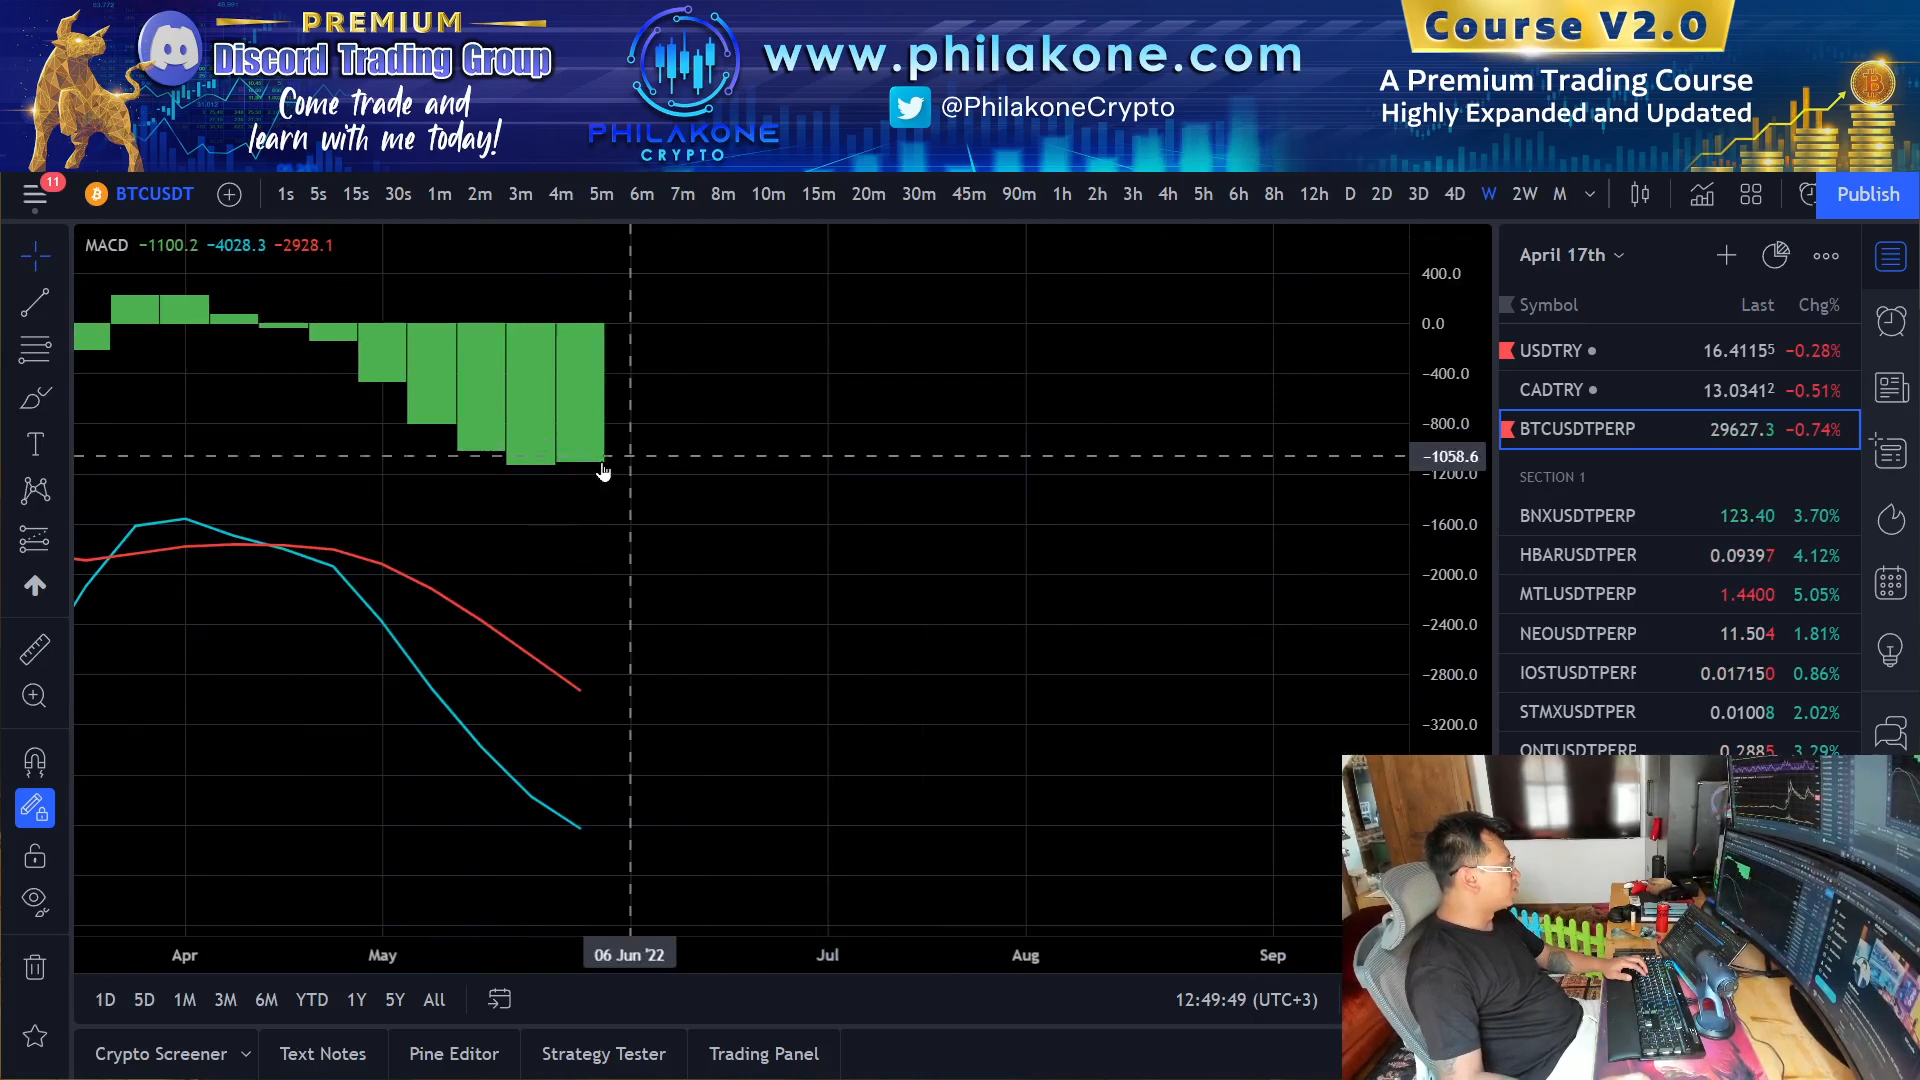 PREMIUM
Discord Trading Group
Come trade and
learn with me today!
PHILAKONE
CRYPTO
www.philakone.com
@PhilakoneCrypto
Course V2.0
A Premium Trading Course
Highly Expanded and Updated
11
BTCUSDT
1s 5s 15s 30s 1m 2m 3m 4m 5m 6m 7m 8m 10m 15m 20m 30m 45m 90m 1h 2h 3h 4h 5h 6h 8h 12h D 2D 3D 4D W 2W M
Publish
MACD −1100.2 −4028.3 −2928.1
400.0
0.0
−400.0
−800.0
−1058.6
−1200.0
−1600.0
−2000.0
−2400.0
−2800.0
−3200.0
Apr May 06 Jun '22 Jul Aug Sep
1D 5D 1M 3M 6M YTD 1Y 5Y All
12:49:49 (UTC+3)
Crypto Screener Text Notes Pine Editor Strategy Tester Trading Panel
April 17th
Symbol Last Chg%
USDTRY 16.4115⁵ −0.28%
CADTRY 13.0341² −0.51%
BTCUSDTPERP 29627.3 −0.74%
SECTION 1
BNXUSDTPERP 123.40 3.70%
HBARUSDTPER 0.09397 4.12%
MTLUSDTPERP 1.4400 5.05%
NEOUSDTPERP 11.504 1.81%
IOSTUSDTPERF 0.017150 0.86%
STMXUSDTPER 0.01008 2.02%
ONTUSDTPERP 0.2885 3.29%